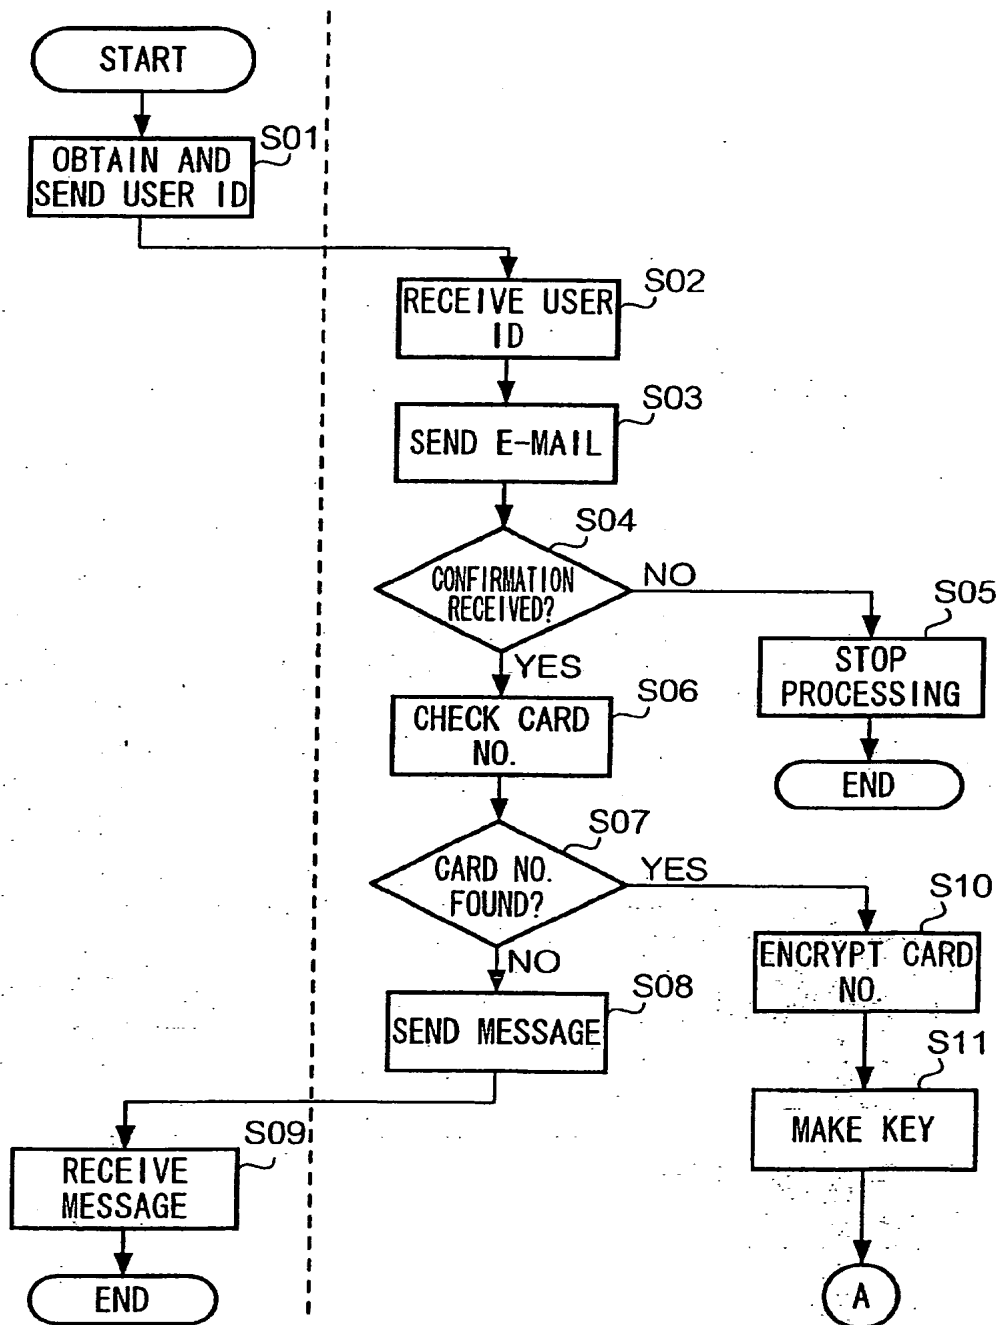 START
S01
OBTAIN AND
SEND USER ID
S02
RECEIVE USER
ID
S03
SEND E-MAIL
S04
CONFIRMATION
RECEIVED?
NO
S05
STOP
PROCESSING
END
YES
S06
CHECK CARD
NO.
S07
CARD NO.
FOUND?
YES
S10
ENCRYPT CARD
NO.
S11
MAKE KEY
A
NO
S08
SEND MESSAGE
S09
RECEIVE
MESSAGE
END